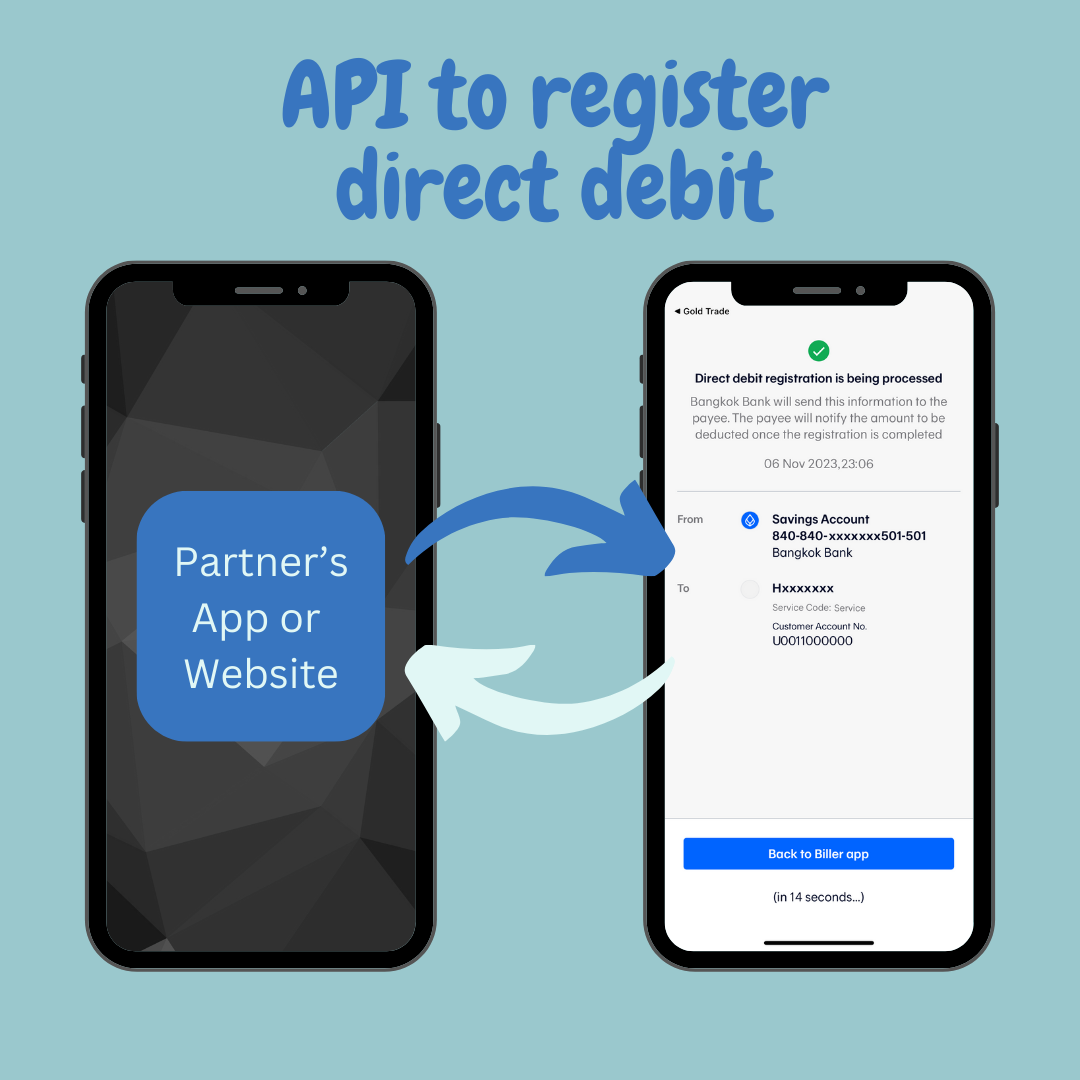 API to register
direct debit
Partner's
App or
Website
◀ Gold Trade
Direct debit registration is being processed
Bangkok Bank will send this information to the
payee. The payee will notify the amount to be
deducted once the registration is completed
06 Nov 2023,23:06
From
Savings Account
840-840-xxxxxxx501-501
Bangkok Bank
To
Hxxxxxxx
Service Code: Service
Customer Account No.
U0011000000
Back to Biller app
(in 14 seconds...)